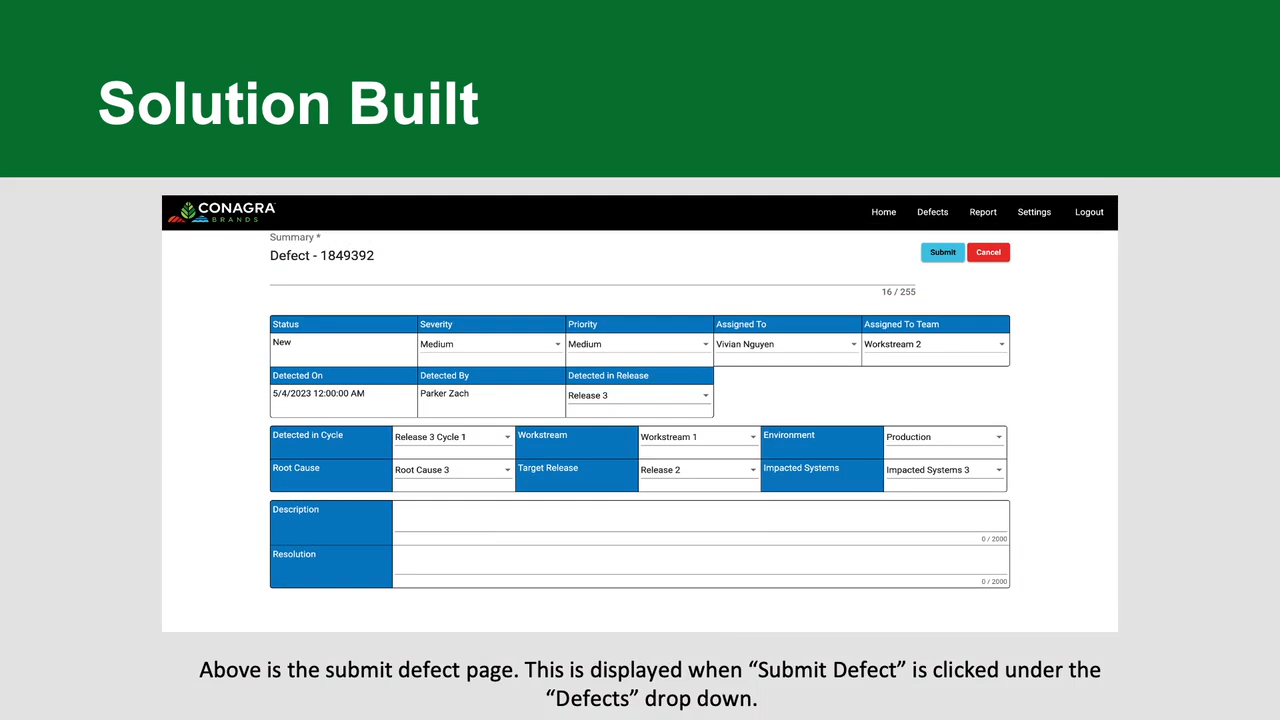 Solution Built
CONAGRA
BRANDS
Home Defects Report Settings Logout
Summary *
Defect - 1849392
Submit Cancel
16 / 255
Status Severity Priority Assigned To Assigned To Team
New Medium Medium Vivian Nguyen Workstream 2
Detected On Detected By Detected in Release
5/4/2023 12:00:00 AM Parker Zach Release 3
Detected in Cycle Release 3 Cycle 1 Workstream Workstream 1 Environment Production
Root Cause Root Cause 3 Target Release Release 2 Impacted Systems Impacted Systems 3
Description
0 / 2000
Resolution
0 / 2000
Above is the submit defect page. This is displayed when “Submit Defect” is clicked under the
“Defects” drop down.